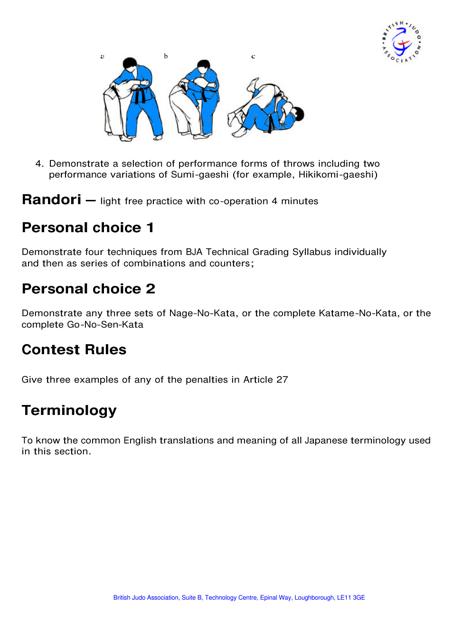 BRITISH • JUDO • ASSOCIATION
a b c
4. Demonstrate a selection of performance forms of throws including two
performance variations of Sumi-gaeshi (for example, Hikikomi-gaeshi)
Randori — light free practice with co-operation 4 minutes
Personal choice 1
Demonstrate four techniques from BJA Technical Grading Syllabus individually
and then as series of combinations and counters;
Personal choice 2
Demonstrate any three sets of Nage-No-Kata, or the complete Katame-No-Kata, or the
complete Go-No-Sen-Kata
Contest Rules
Give three examples of any of the penalties in Article 27
Terminology
To know the common English translations and meaning of all Japanese terminology used
in this section.
British Judo Association, Suite B, Technology Centre, Epinal Way, Loughborough, LE11 3GE